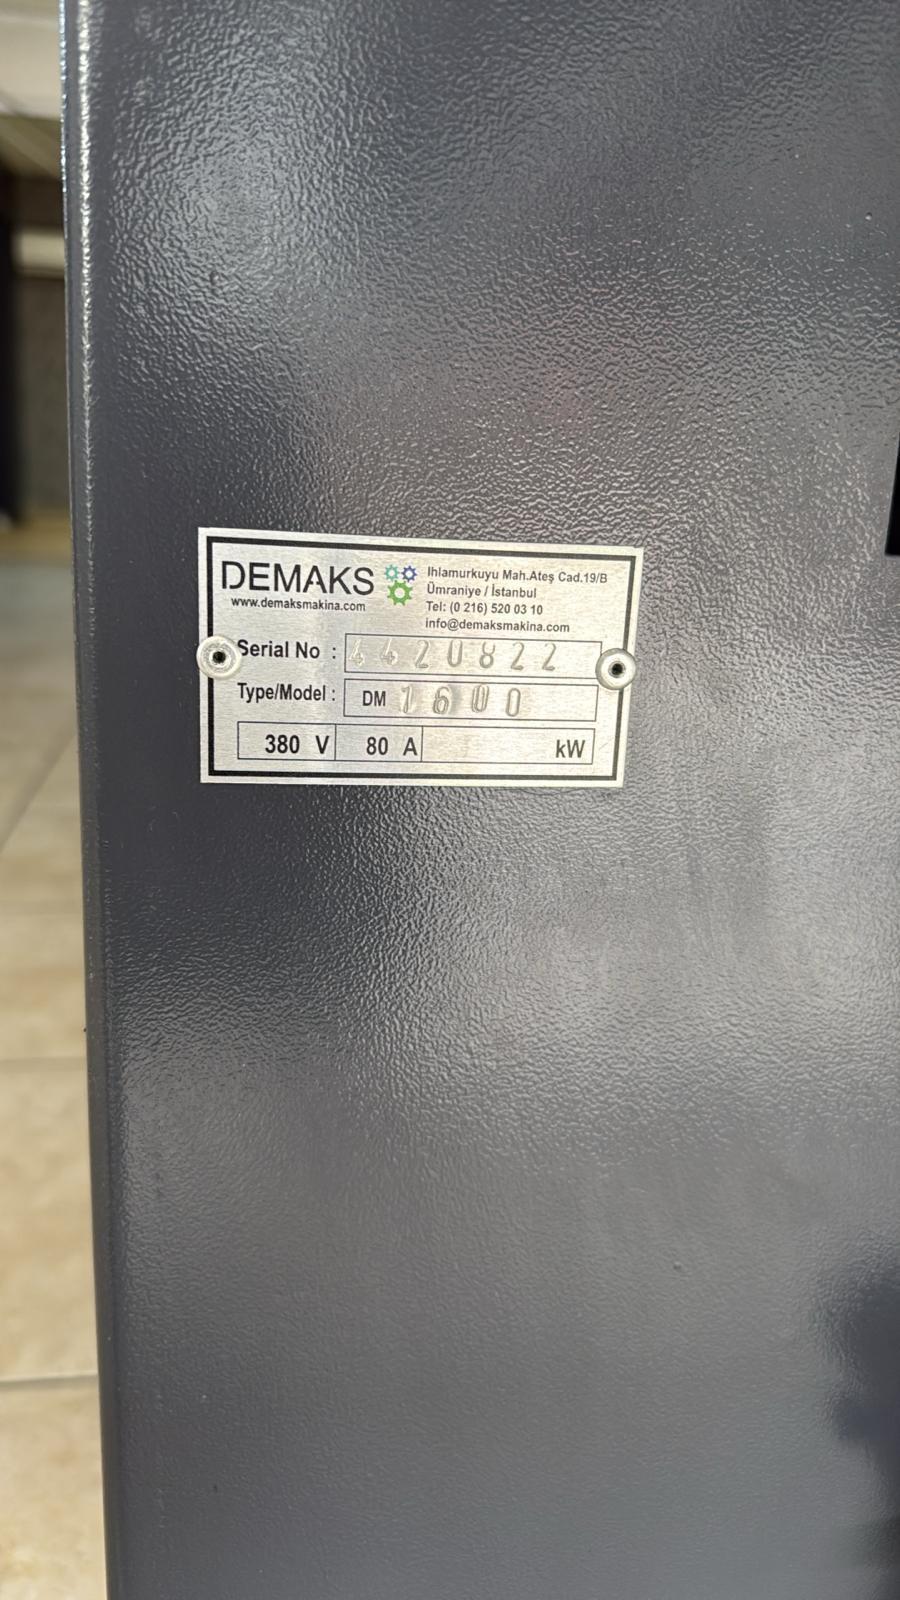 DEMAKS
www.demaksmakina.com
Ihlamurkuyu Mah.Ateş Cad.19/B
Ümraniye / İstanbul
Tel: (0 216) 520 03 10
info@demaksmakina.com
Serial No : 4420822
Type/Model : DM 1600
380 V 80 A kW